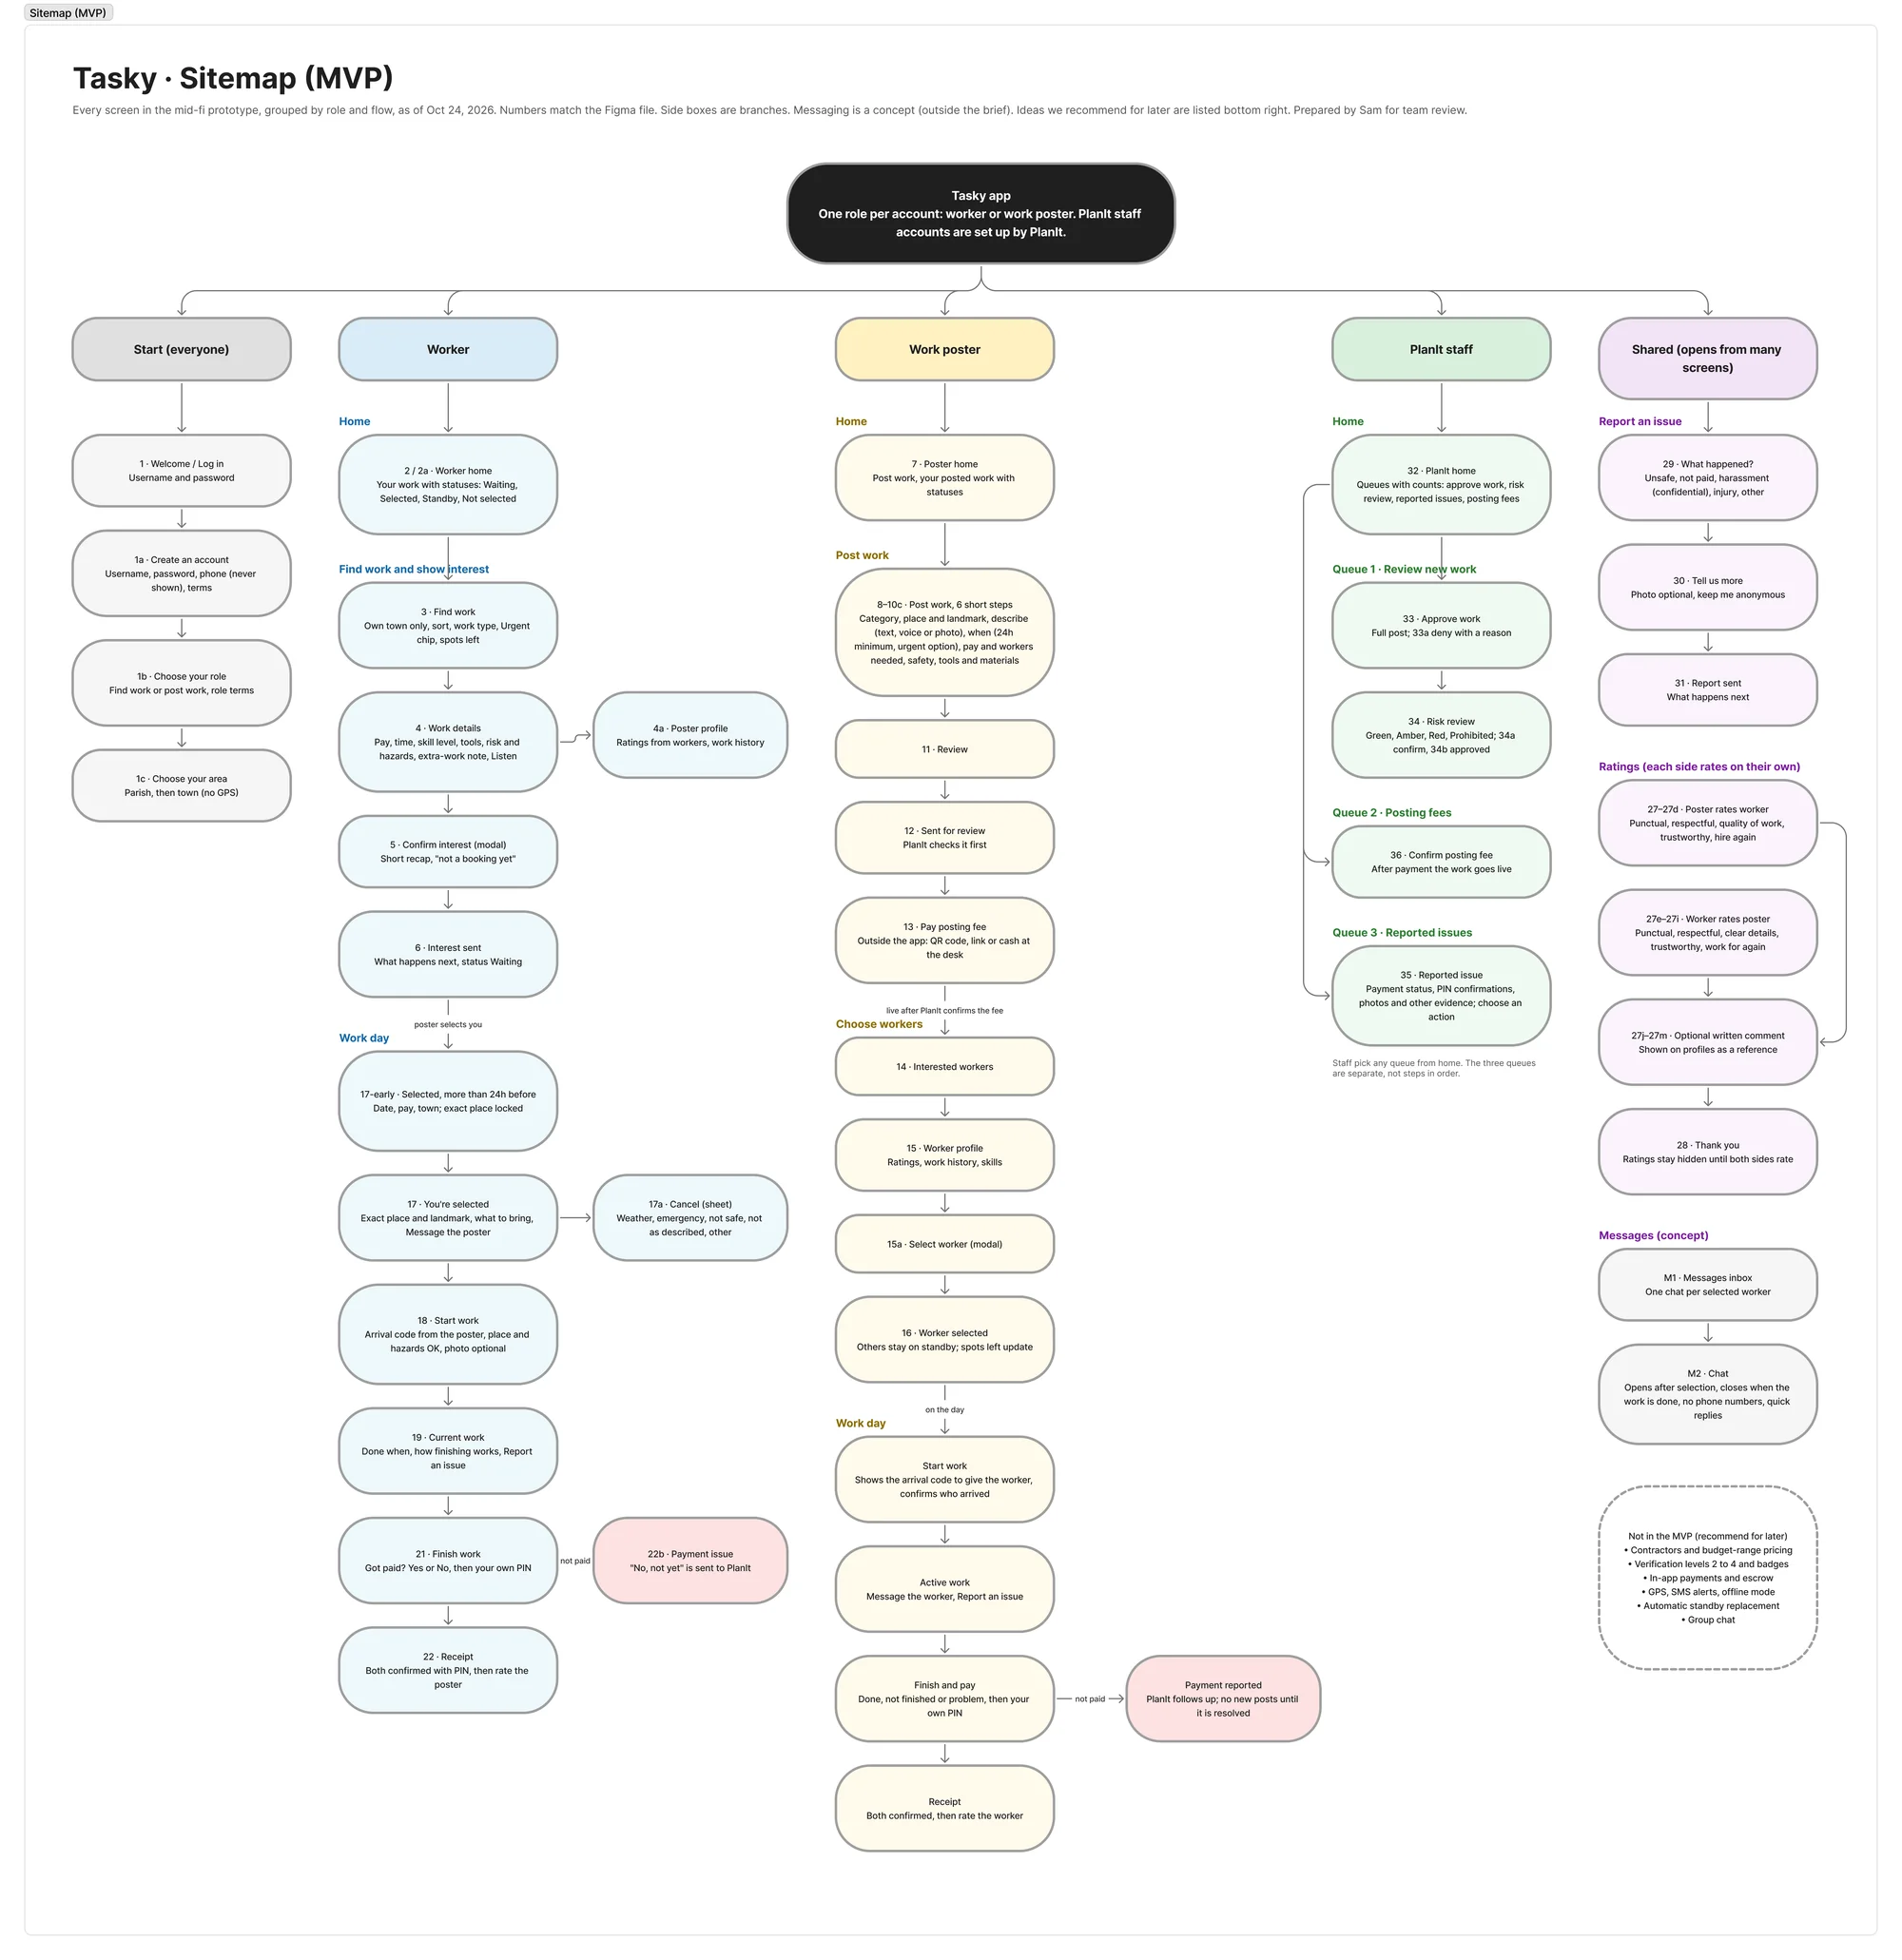 Sitemap (MVP)
Tasky · Sitemap (MVP)
Every screen in the mid-fi prototype, grouped by role and flow, as of Oct 24, 2026. Numbers match the Figma file. Side boxes are branches. Messaging is a concept (outside the brief). Ideas we recommend for later are listed bottom right. Prepared by Sam for team review.
Tasky app
One role per account: worker or work poster. PlanIt staff
accounts are set up by PlanIt.
Start (everyone)
1 · Welcome / Log in
Username and password
1a · Create an account
Username, password, phone (never
shown), terms
1b · Choose your role
Find work or post work, role terms
1c · Choose your area
Parish, then town (no GPS)
Worker
Home
2 / 2a · Worker home
Your work with statuses: Waiting,
Selected, Standby, Not selected
Find work and show interest
3 · Find work
Own town only, sort, work type, Urgent
chip, spots left
4 · Work details
Pay, time, skill level, tools, risk and
hazards, extra-work note, Listen
4a · Poster profile
Ratings from workers, work history
5 · Confirm interest (modal)
Short recap, "not a booking yet"
6 · Interest sent
What happens next, status Waiting
poster selects you
Work day
17-early · Selected, more than 24h before
Date, pay, town; exact place locked
17 · You're selected
Exact place and landmark, what to bring,
Message the poster
17a · Cancel (sheet)
Weather, emergency, not safe, not
as described, other
18 · Start work
Arrival code from the poster, place and
hazards OK, photo optional
19 · Current work
Done when, how finishing works, Report
an issue
21 · Finish work
Got paid? Yes or No, then your own PIN
not paid
22b · Payment issue
"No, not yet" is sent to PlanIt
22 · Receipt
Both confirmed with PIN, then rate the
poster
Work poster
Home
7 · Poster home
Post work, your posted work with
statuses
Post work
8–10c · Post work, 6 short steps
Category, place and landmark, describe
(text, voice or photo), when (24h
minimum, urgent option), pay and workers
needed, safety, tools and materials
11 · Review
12 · Sent for review
PlanIt checks it first
13 · Pay posting fee
Outside the app: QR code, link or cash at
the desk
live after PlanIt confirms the fee
Choose workers
14 · Interested workers
15 · Worker profile
Ratings, work history, skills
15a · Select worker (modal)
16 · Worker selected
Others stay on standby; spots left update
on the day
Work day
Start work
Shows the arrival code to give the worker,
confirms who arrived
Active work
Message the worker, Report an issue
Finish and pay
Done, not finished or problem, then your
own PIN
not paid
Payment reported
PlanIt follows up; no new posts until
it is resolved
Receipt
Both confirmed, then rate the worker
PlanIt staff
Home
32 · PlanIt home
Queues with counts: approve work, risk
review, reported issues, posting fees
Queue 1 · Review new work
33 · Approve work
Full post; 33a deny with a reason
34 · Risk review
Green, Amber, Red, Prohibited; 34a
confirm, 34b approved
Queue 2 · Posting fees
36 · Confirm posting fee
After payment the work goes live
Queue 3 · Reported issues
35 · Reported issue
Payment status, PIN confirmations,
photos and other evidence; choose an
action
Staff pick any queue from home. The three queues
are separate, not steps in order.
Shared (opens from many
screens)
Report an issue
29 · What happened?
Unsafe, not paid, harassment
(confidential), injury, other
30 · Tell us more
Photo optional, keep me anonymous
31 · Report sent
What happens next
Ratings (each side rates on their own)
27–27d · Poster rates worker
Punctual, respectful, quality of work,
trustworthy, hire again
27e–27i · Worker rates poster
Punctual, respectful, clear details,
trustworthy, work for again
27j–27m · Optional written comment
Shown on profiles as a reference
28 · Thank you
Ratings stay hidden until both sides rate
Messages (concept)
M1 · Messages inbox
One chat per selected worker
M2 · Chat
Opens after selection, closes when the
work is done, no phone numbers, quick
replies
Not in the MVP (recommend for later)
• Contractors and budget-range pricing
• Verification levels 2 to 4 and badges
• In-app payments and escrow
• GPS, SMS alerts, offline mode
• Automatic standby replacement
• Group chat